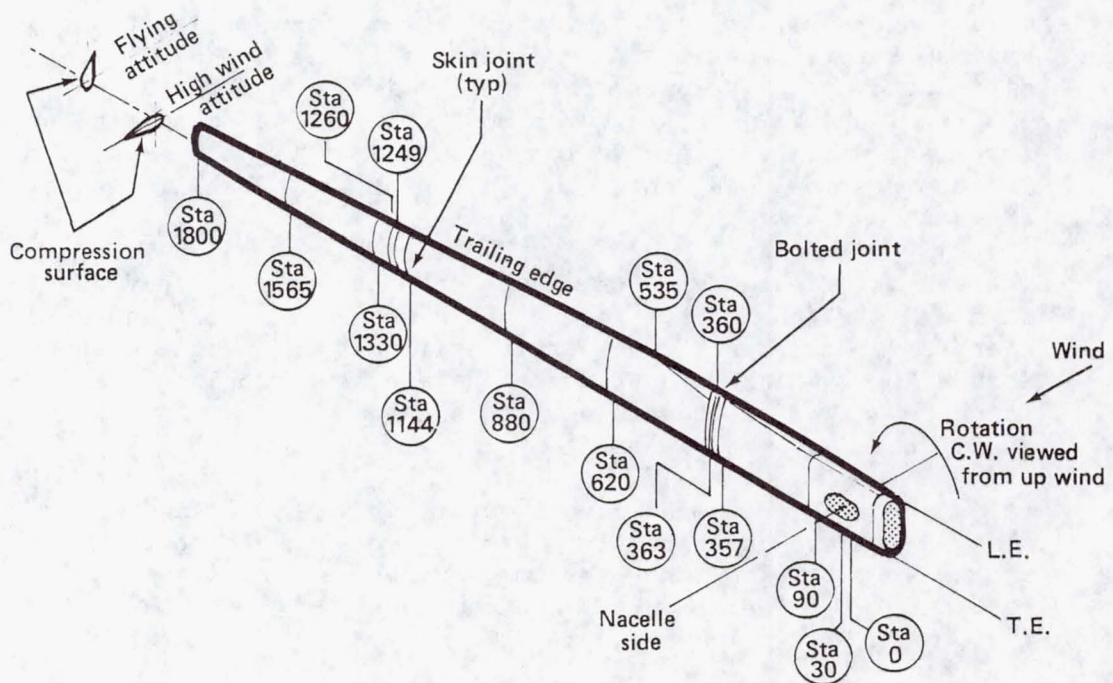 Flying
attitude
High wind
attitude
Skin joint
(typ)
Sta
1260
Sta
1249
Sta
1800
Compression
surface
Sta
1565
Trailing edge
Sta
535
Bolted joint
Sta
360
Sta
1330
Wind
Sta
1144
Sta
880
Rotation
C.W. viewed
from up wind
Sta
620
Sta
363
Sta
357
L.E.
Sta
90
Nacelle
side
T.E.
Sta
0
Sta
30